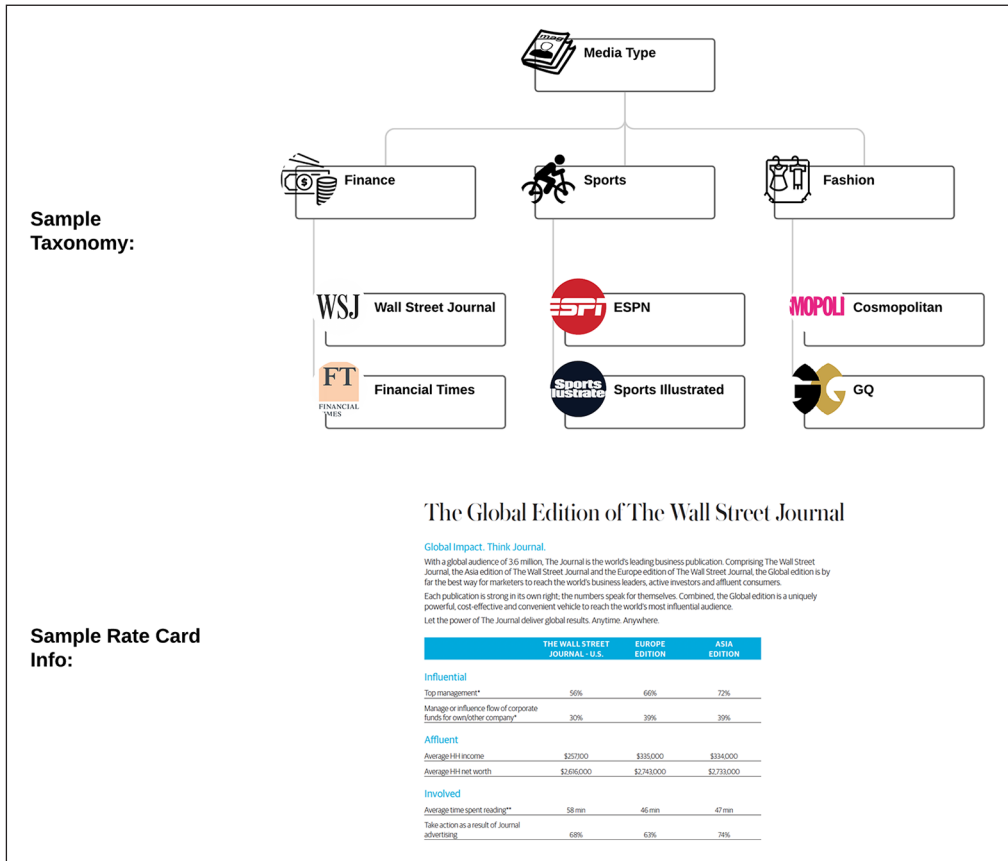 mag
Media Type
Finance
Sports
Fashion
Sample
Taxonomy:
WSJ
Wall Street Journal
ESPN
ESPN
MOPOLI
Cosmopolitan
FT
FINANCIAL
IMES
Financial Times
Sports
lustrate
Sports Illustrated
GQ
The Global Edition of The Wall Street Journal
Global Impact. Think Journal.
With a global audience of 3.6 million, The Journal is the world's leading business publication. Comprising The Wall Street
Journal, the Asia edition of The Wall Street Journal and the Europe edition of The Wall Street Journal, the Global edition is by
far the best way for marketers to reach the world's business leaders, active investors and affluent consumers.
Each publication is strong in its own right; the numbers speak for themselves. Combined, the Global edition is a uniquely
powerful, cost-effective and convenient vehicle to reach the world's most influential audience.
Let the power of The Journal deliver global results. Anytime. Anywhere.
Sample Rate Card
Info:
THE WALL STREET EUROPE ASIA
JOURNAL - U.S. EDITION EDITION
Influential
Top management* 56% 66% 72%
Manage or influence flow of corporate
funds for own/other company* 30% 39% 39%
Affluent
Average HH income $257,100 $335,000 $334,000
Average HH net worth $2,616,000 $2,743,000 $2,733,000
Involved
Average time spent reading** 58 min 46 min 47 min
Take action as a result of Journal
advertising 68% 63% 74%